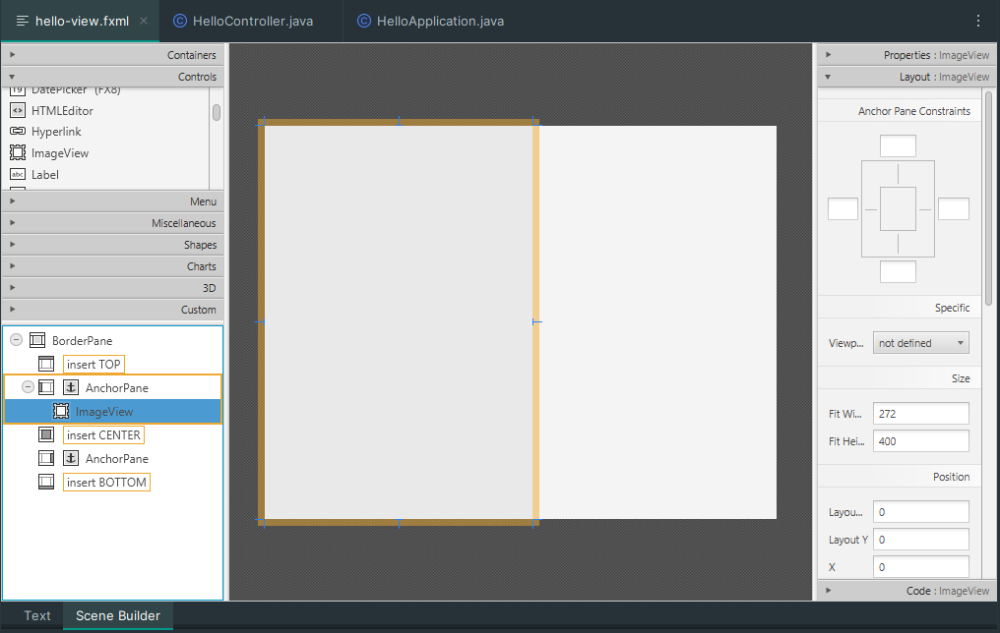 hello-view.fxml
HelloController.java
HelloApplication.java
Containers
Controls
DatePicker (FX8)
HTMLEditor
Hyperlink
ImageView
Label
Menu
Miscellaneous
Shapes
Charts
3D
Custom
BorderPane
insert TOP
AnchorPane
ImageView
insert CENTER
AnchorPane
insert BOTTOM
Properties : ImageView
Layout : ImageView
Anchor Pane Constraints
Specific
Viewp... not defined
Size
Fit Wi... 272
Fit Hei... 400
Position
Layou... 0
Layout Y 0
X 0
Code : ImageView
Text
Scene Builder